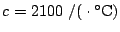 c = 2100 /( · °C)